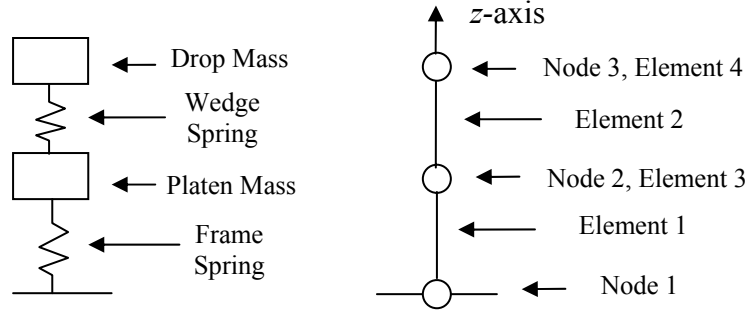 Drop Mass
Wedge
Spring
Platen Mass
Frame
Spring
z-axis
Node 3, Element 4
Element 2
Node 2, Element 3
Element 1
Node 1